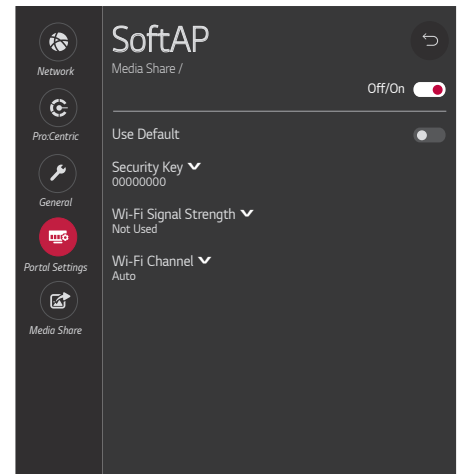 SoftAP
Media Share /
Off/On
Network
Pro:Centric
General
Portal Settings
Media Share
Use Default
Security Key
00000000
Wi-Fi Signal Strength
Not Used
Wi-Fi Channel
Auto